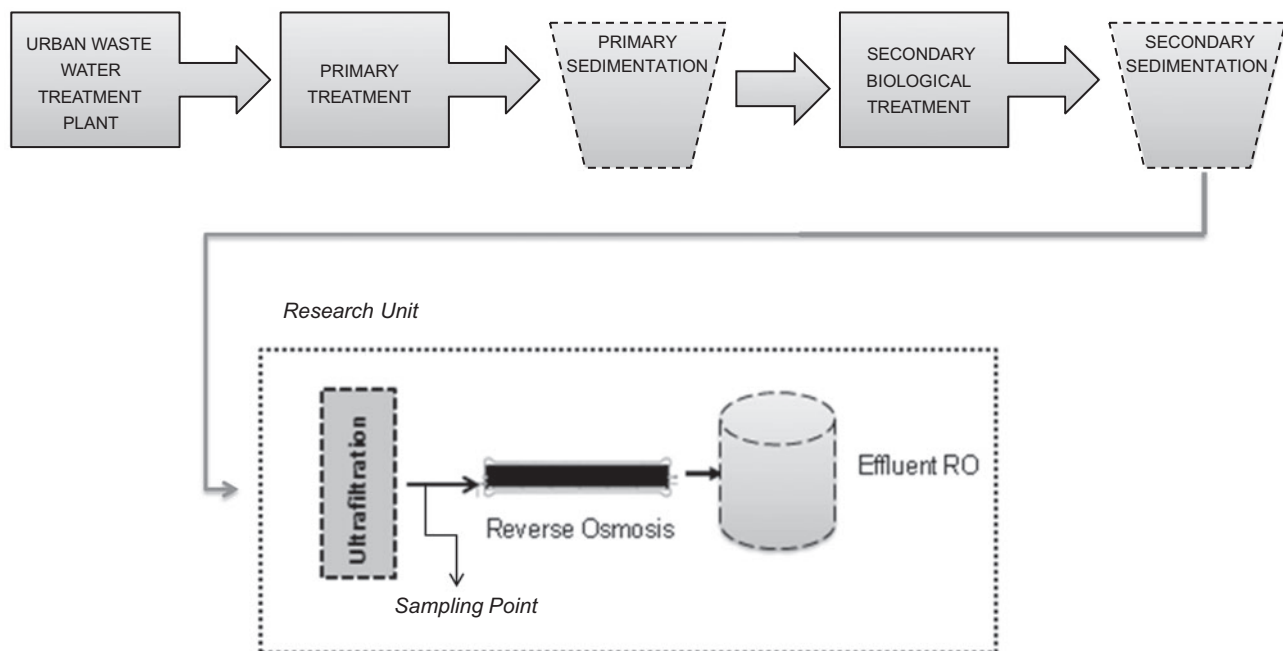 URBAN WASTE
WATER
TREATMENT
PLANT
PRIMARY
TREATMENT
PRIMARY
SEDIMENTATION
SECONDARY
BIOLOGICAL
TREATMENT
SECONDARY
SEDIMENTATION
Research Unit
Ultrafiltration
Reverse Osmosis
Effluent RO
Sampling Point